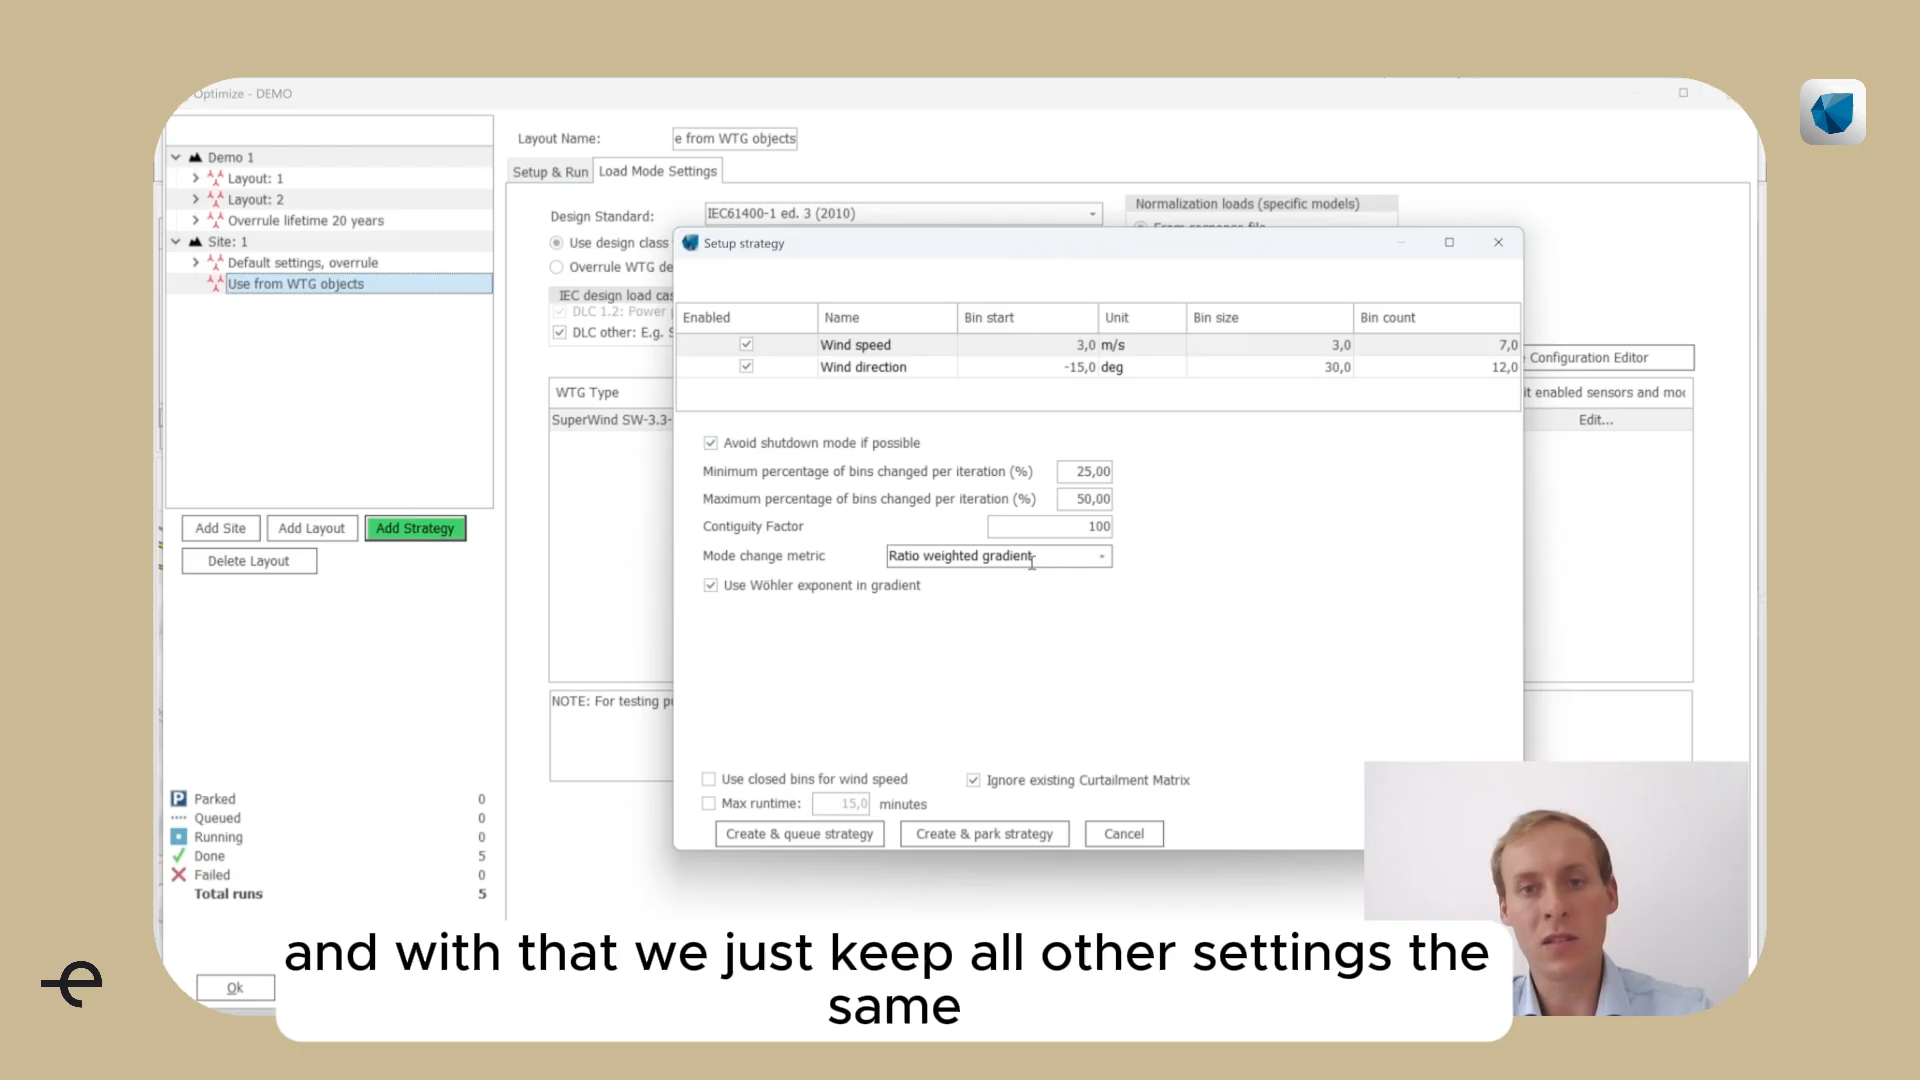 Optimize - DEMO
Layout Name:
e from WTG objects
Demo 1
Layout: 1
Layout: 2
Overrule lifetime 20 years
Site: 1
Default settings, overrule
Use from WTG objects
Setup & Run
Load Mode Settings
Design Standard:
IEC61400-1 ed. 3 (2010)
Normalization loads (specific models)
Use design class
Overrule WTG de
IEC design load cas
DLC 1.2: Power
DLC other: E.g. S
WTG Type
SuperWind SW-3.3-
NOTE: For testing pu
Configuration Editor
it enabled sensors and mod
Edit...
Setup strategy
Enabled Name Bin start Unit Bin size Bin count
Wind speed 3,0 m/s 3,0 7,0
Wind direction -15,0 deg 30,0 12,0
Avoid shutdown mode if possible
Minimum percentage of bins changed per iteration (%) 25,00
Maximum percentage of bins changed per iteration (%) 50,00
Contiguity Factor 100
Mode change metric Ratio weighted gradient
Use Wöhler exponent in gradient
Use closed bins for wind speed
Ignore existing Curtailment Matrix
Max runtime: 15,0 minutes
Create & queue strategy
Create & park strategy
Cancel
Add Site
Add Layout
Add Strategy
Delete Layout
Parked 0
Queued 0
Running 0
Done 5
Failed 0
Total runs 5
Ok
and with that we just keep all other settings the
same